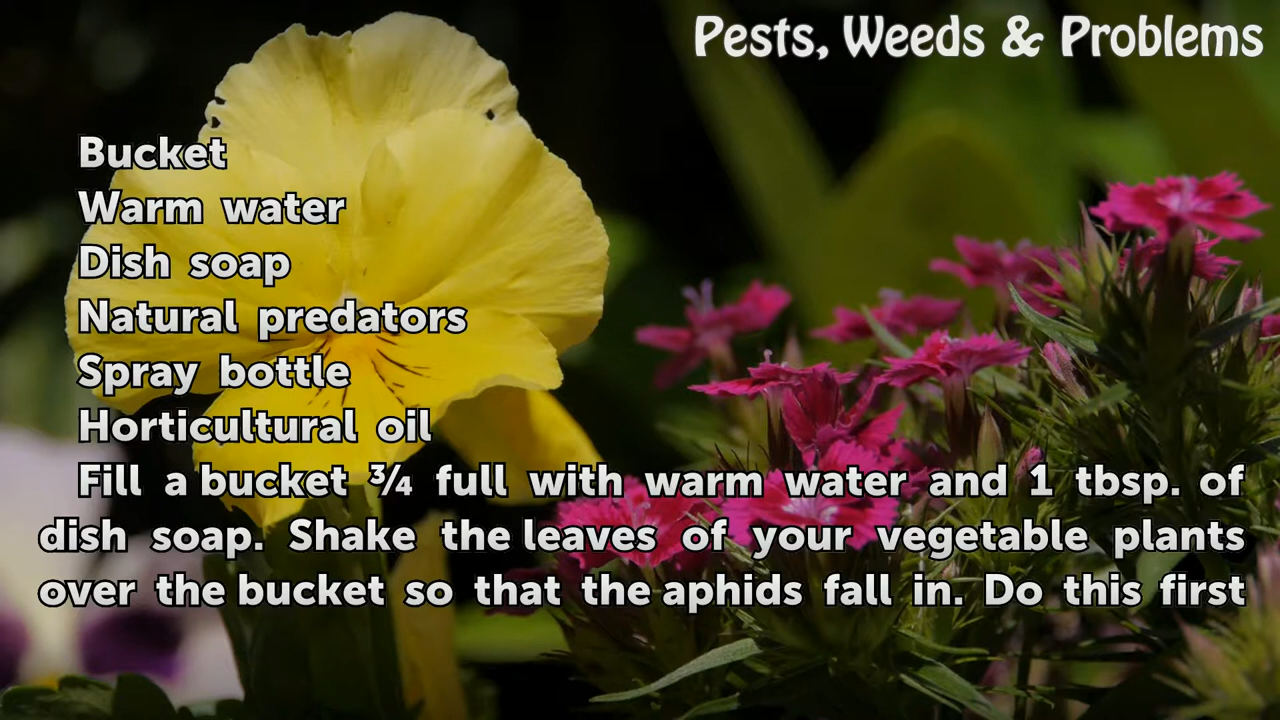 Pests, Weeds & Problems
Bucket
Warm water
Dish soap
Natural predators
Spray bottle
Horticultural oil
Fill a bucket ¾ full with warm water and 1 tbsp. of
dish soap. Shake the leaves of your vegetable plants
over the bucket so that the aphids fall in. Do this first